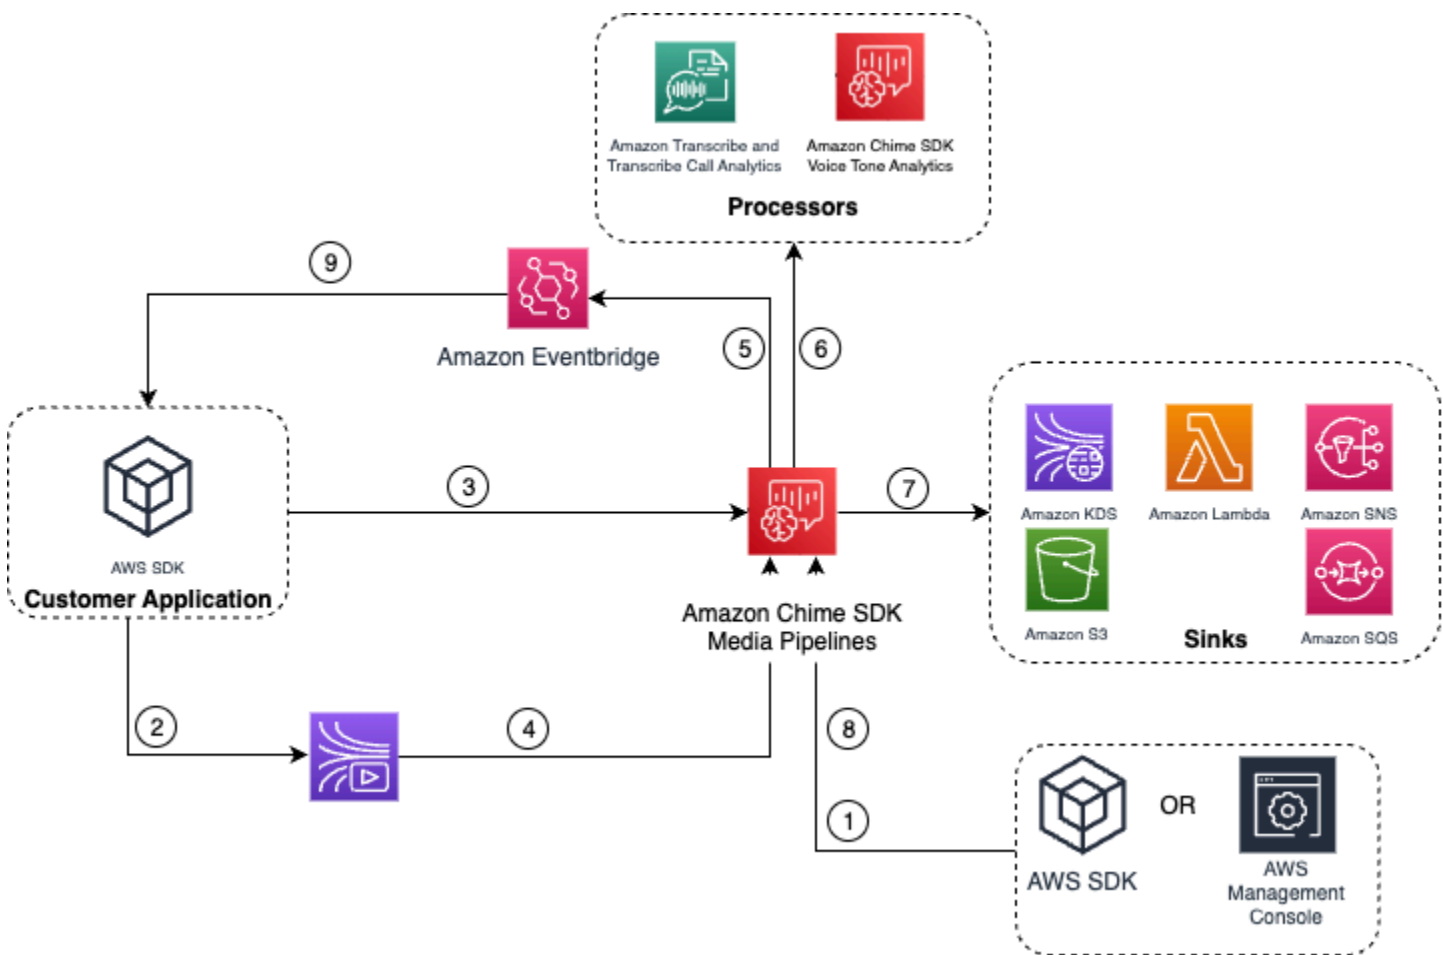 Amazon Transcribe and
Transcribe Call Analytics
Amazon Chime SDK
Voice Tone Analytics
Processors
9
Amazon Eventbridge
5
6
AWS SDK
Customer Application
3
7
Amazon KDS
Amazon Lambda
Amazon SNS
Amazon S3
Sinks
Amazon SQS
Amazon Chime SDK
Media Pipelines
2
4
8
1
AWS SDK
OR
AWS
Management
Console